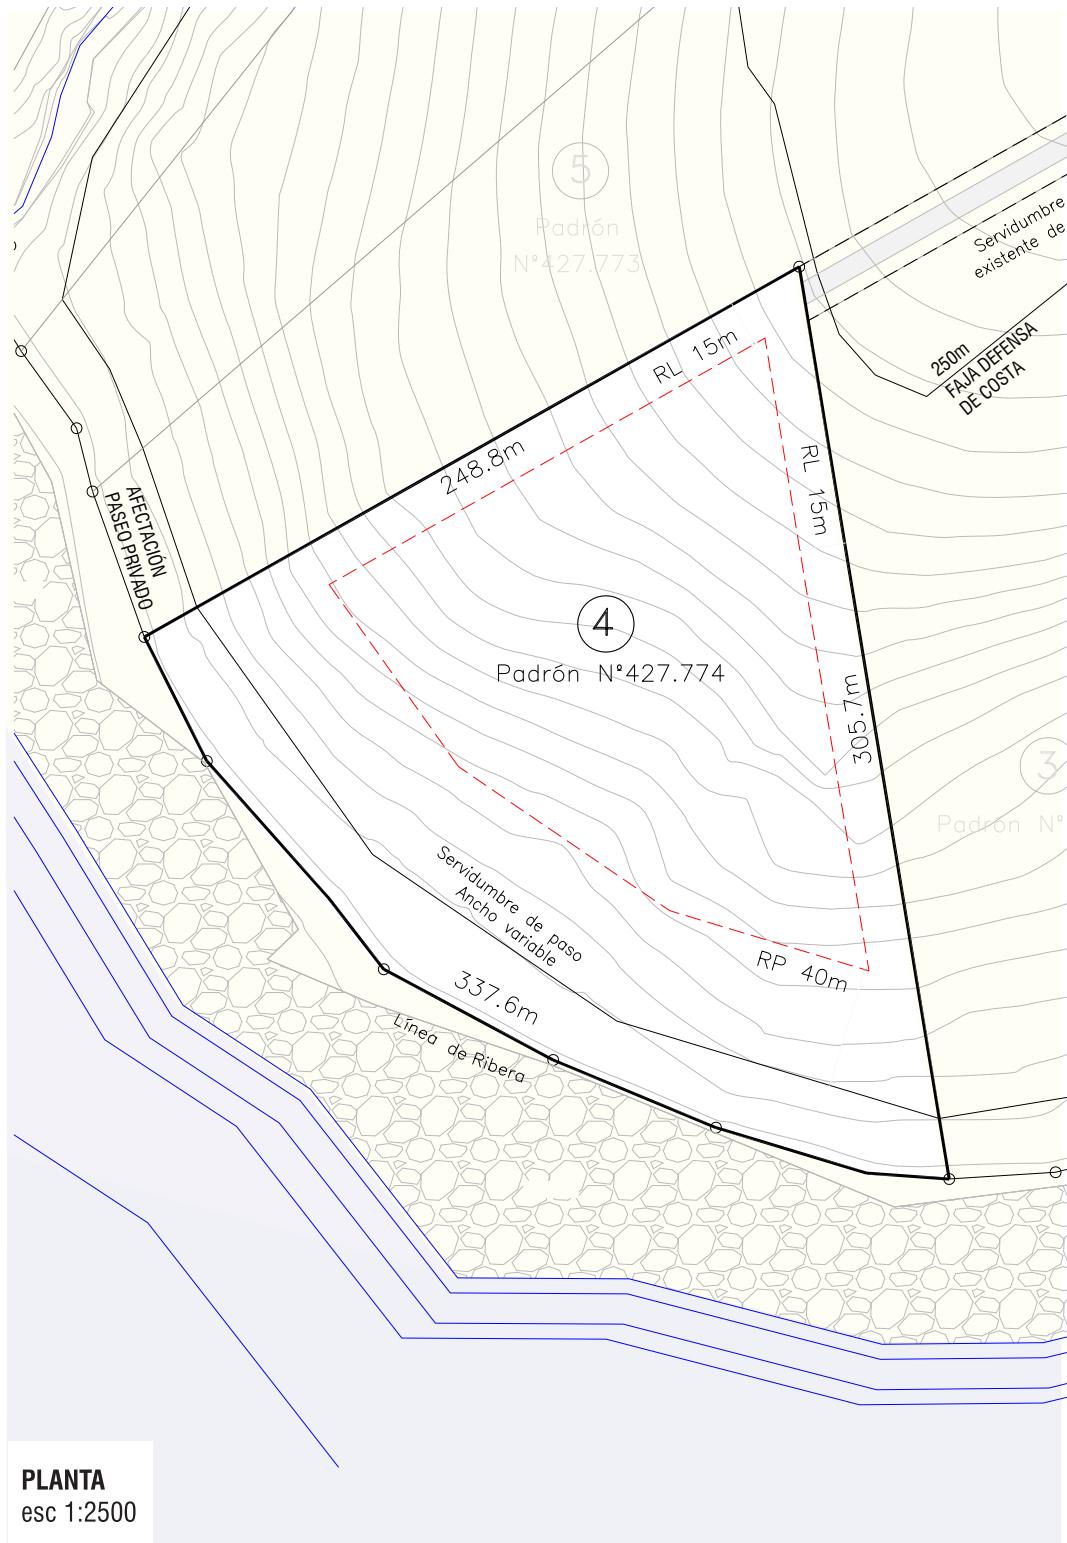 5
Padrón
N°427.773
Servidumbre
existente de
250m
FAJA DEFENSA
DE COSTA
RL 15m
248.8m
RL 15m
AFECTACIÓN
PASEO PRIVADO
4
Padrón N°427.774
305.7m
3
Padrón N°
Servidumbre de paso
Ancho variable
RP 40m
337.6m
Línea de Ribera
PLANTA
esc 1:2500